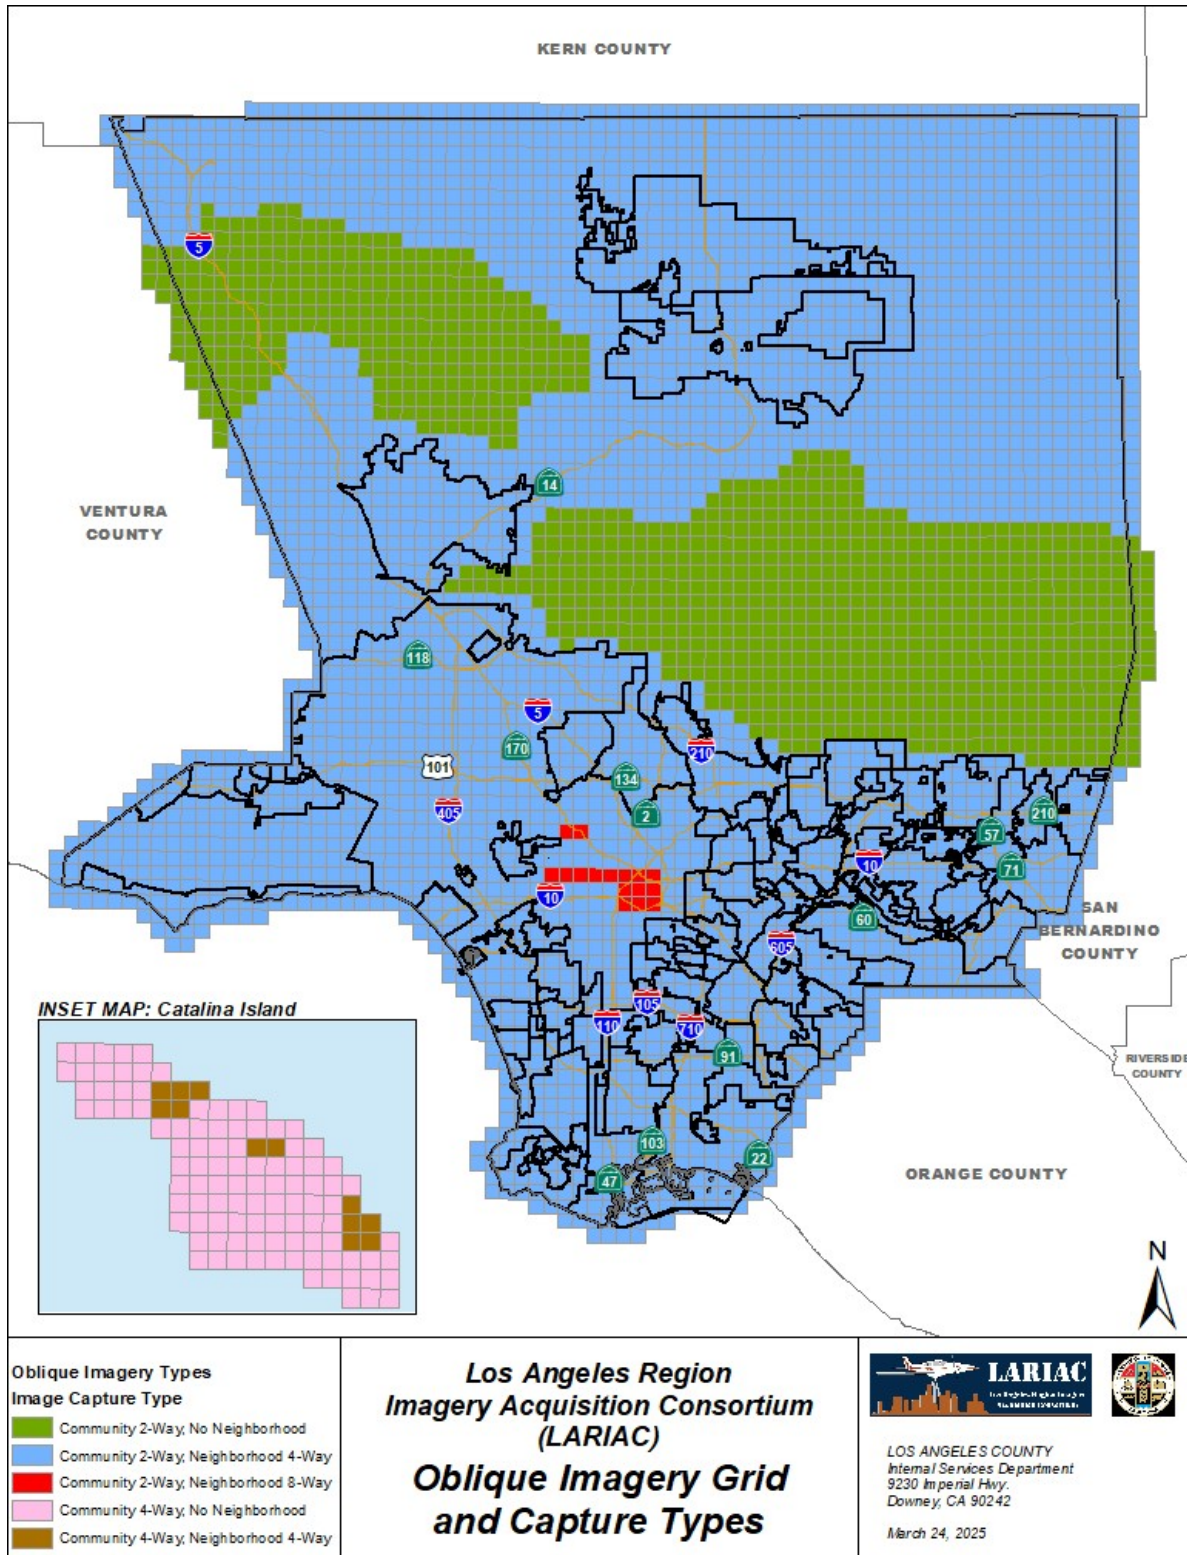 KERN COUNTY
5
14
VENTURA
COUNTY
118
5
170
210
101
134
405
2
210
57
10
71
10
60
SAN
BERNARDINO
COUNTY
605
INSET MAP: Catalina Island
105
110
710
91
RIVERSIDE
COUNTY
103
22
47
ORANGE COUNTY
N
Oblique Imagery Types
Image Capture Type
Community 2-Way, No Neighborhood
Community 2-Way, Neighborhood 4-Way
Community 2-Way, Neighborhood 8-Way
Community 4-Way, No Neighborhood
Community 4-Way, Neighborhood 4-Way
Los Angeles Region
Imagery Acquisition Consortium
(LARIAC)
Oblique Imagery Grid
and Capture Types
LARIAC
Los Angeles Region Imagery
LOS ANGELES COUNTY
Internal Services Department
9230 Imperial Hwy.
Downey, CA 90242
March 24, 2025